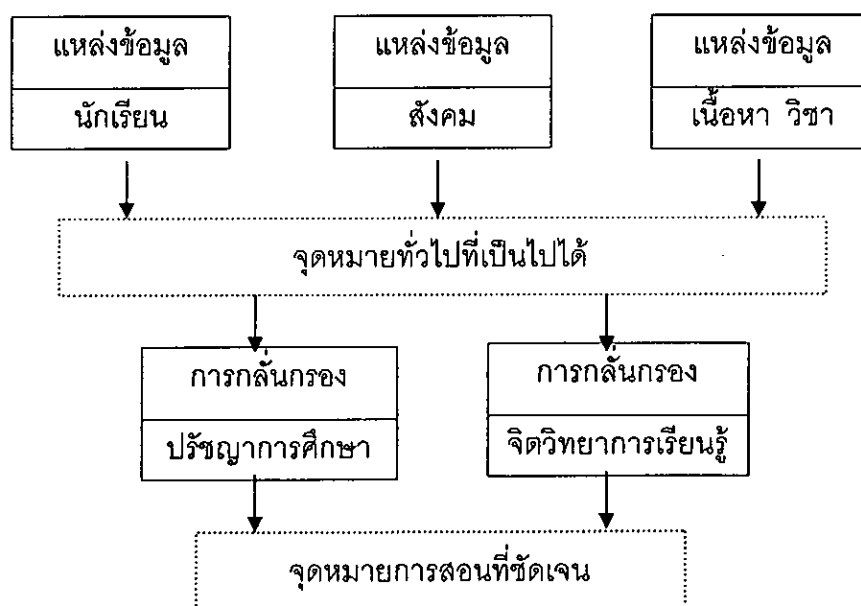 แหล่งข้อมูล แหล่งข้อมูล แหล่งข้อมูล
นักเรียน สังคม เนื้อหา วิชา
จุดหมายทั่วไปที่เป็นไปได้
การกลั่นกรอง การกลั่นกรอง
ปรัชญาการศึกษา จิตวิทยาการเรียนรู้
จุดหมายการสอนที่ชัดเจน